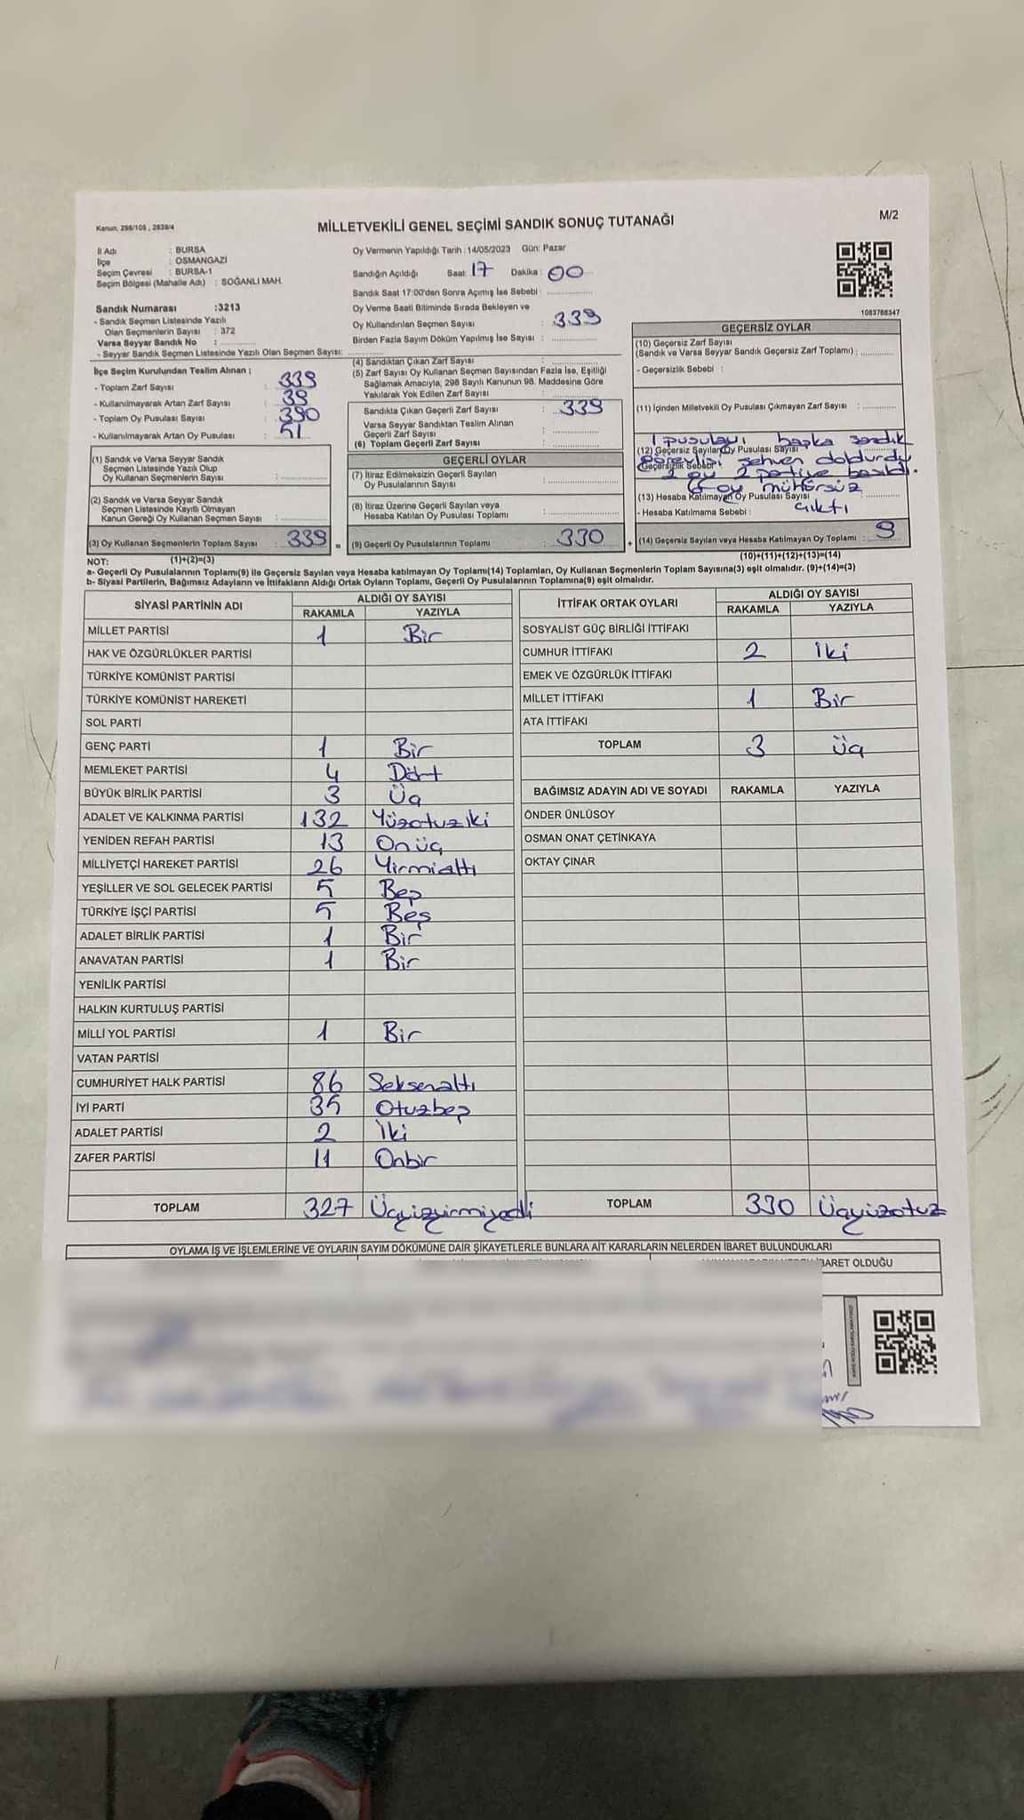 Kanun, 298/105 , 2839/4
MİLLETVEKİLİ GENEL SEÇİMİ SANDIK SONUÇ TUTANAĞI
M/2
İl Adı : BURSA
İlçe : OSMANGAZİ
Seçim Çevresi : BURSA-1
Seçim Bölgesi (Mahalle Adı) : SOĞANLI MAH.
Oy Vermenin Yapıldığı Tarih : 14/05/2023 Gün: Pazar
Sandığın Açıldığı Saat 17 Dakika : 00
Sandık Saat 17:00'den Sonra Açılmış İse Sebebi :
Oy Verme Saati Bitiminde Sırada Bekleyen ve
Oy Kullandırılan Seçmen Sayısı : 339
Birden Fazla Sayım Döküm Yapılmış İse Sayısı :
1083768347
Sandık Numarası :3213
- Sandık Seçmen Listesinde Yazılı
Olan Seçmenlerin Sayısı : 372
Varsa Seyyar Sandık No :
- Seyyar Sandık Seçmen Listesinde Yazılı Olan Seçmen Sayısı:
İlçe Seçim Kurulundan Teslim Alınan ;
- Toplam Zarf Sayısı : 339
- Kullanılmayarak Artan Zarf Sayısı : 39
- Toplam Oy Pusulası Sayısı : 390
- Kullanılmayarak Artan Oy Pusulası : 51
(1) Sandık ve Varsa Seyyar Sandık
Seçmen Listesinde Yazılı Olup
Oy Kullanan Seçmenlerin Sayısı :
(2) Sandık ve Varsa Seyyar Sandık
Seçmen Listesinde Kayıtlı Olmayan
Kanun Gereği Oy Kullanan Seçmen Sayısı :
(3) Oy Kullanan Seçmenlerin Toplam Sayısı : 339 =
(4) Sandıktan Çıkan Zarf Sayısı :
(5) Zarf Sayısı Oy Kullanan Seçmen Sayısından Fazla İse, Eşitliği
Sağlamak Amacıyla, 298 Sayılı Kanunun 98. Maddesine Göre
Yakılarak Yok Edilen Zarf Sayısı :
Sandıkta Çıkan Geçerli Zarf Sayısı : 339
Varsa Seyyar Sandıktan Teslim Alınan
Geçerli Zarf Sayısı :
(6) Toplam Geçerli Zarf Sayısı :
GEÇERLİ OYLAR
(7) İtiraz Edilmeksizin Geçerli Sayılan
Oy Pusulalarının Sayısı :
(8) İtiraz Üzerine Geçerli Sayılan veya
Hesaba Katılan Oy Pusulası Toplamı :
(9) Geçerli Oy Pusulalarının Toplamı : 330 +
GEÇERSİZ OYLAR
(10) Geçersiz Zarf Sayısı
(Sandık ve Varsa Seyyar Sandık Geçersiz Zarf Toplamı) :
- Geçersizlik Sebebi :
(11) İçinden Milletvekili Oy Pusulası Çıkmayan Zarf Sayısı :
1 pusulayı başka sandık
(12) Geçersiz Sayılan Oy Pusulası Sayısı
görevlisi sehven doldurdu
- Geçersizlik Sebebi
2 oy 2 partiye basıldı.
6 oy mühürsüz
(13) Hesaba Katılmayan Oy Pusulası Sayısı
- Hesaba Katılmama Sebebi : çıktı
(14) Geçersiz Sayılan veya Hesaba Katılmayan Oy Toplamı : 9
NOT: (1)+(2)=(3)
(10)+(11)+(12)+(13)=(14)
a- Geçerli Oy Pusulalarının Toplamı(9) ile Geçersiz Sayılan veya Hesaba katılmayan Oy Toplamı(14) Toplamları, Oy Kullanan Seçmenlerin Toplam Sayısına(3) eşit olmalıdır. (9)+(14)=(3)
b- Siyasi Partilerin, Bağımsız Adayların ve İttifakların Aldığı Ortak Oyların Toplamı, Geçerli Oy Pusulalarının Toplamına(9) eşit olmalıdır.
SİYASİ PARTİNİN ADI ALDIĞI OY SAYISI
RAKAMLA YAZIYLA
MİLLET PARTİSİ 1 Bir
HAK VE ÖZGÜRLÜKLER PARTİSİ
TÜRKİYE KOMÜNİST PARTİSİ
TÜRKİYE KOMÜNİST HAREKETİ
SOL PARTİ
GENÇ PARTİ 1 Bir
MEMLEKET PARTİSİ 4 Dört
BÜYÜK BİRLİK PARTİSİ 3 Üç
ADALET VE KALKINMA PARTİSİ 132 Yüzotuziki
YENİDEN REFAH PARTİSİ 13 Onüç
MİLLİYETÇİ HAREKET PARTİSİ 26 Yirmialtı
YEŞİLLER VE SOL GELECEK PARTİSİ 5 Beş
TÜRKİYE İŞÇİ PARTİSİ 5 Beş
ADALET BİRLİK PARTİSİ 1 Bir
ANAVATAN PARTİSİ 1 Bir
YENİLİK PARTİSİ
HALKIN KURTULUŞ PARTİSİ
MİLLİ YOL PARTİSİ 1 Bir
VATAN PARTİSİ
CUMHURİYET HALK PARTİSİ 86 Seksenaltı
İYİ PARTİ 35 Otuzbeş
ADALET PARTİSİ 2 İki
ZAFER PARTİSİ 11 Onbir
TOPLAM 327 Üçyüzyirmiyedi
İTTİFAK ORTAK OYLARI ALDIĞI OY SAYISI
RAKAMLA YAZIYLA
SOSYALİST GÜÇ BİRLİĞİ İTTİFAKI
CUMHUR İTTİFAKI 2 İki
EMEK VE ÖZGÜRLÜK İTTİFAKI
MİLLET İTTİFAKI 1 Bir
ATA İTTİFAKI
TOPLAM 3 Üç
BAĞIMSIZ ADAYIN ADI VE SOYADI RAKAMLA YAZIYLA
ÖNDER ÜNLÜSOY
OSMAN ONAT ÇETİNKAYA
OKTAY ÇINAR
TOPLAM 330 Üçyüzotuz
OYLAMA İŞ VE İŞLEMLERİNE VE OYLARIN SAYIM DÖKÜMÜNE DAİR ŞİKAYETLERLE BUNLARA AİT KARARLARIN NELERDEN İBARET BULUNDUKLARI
İBARET OLDUĞU